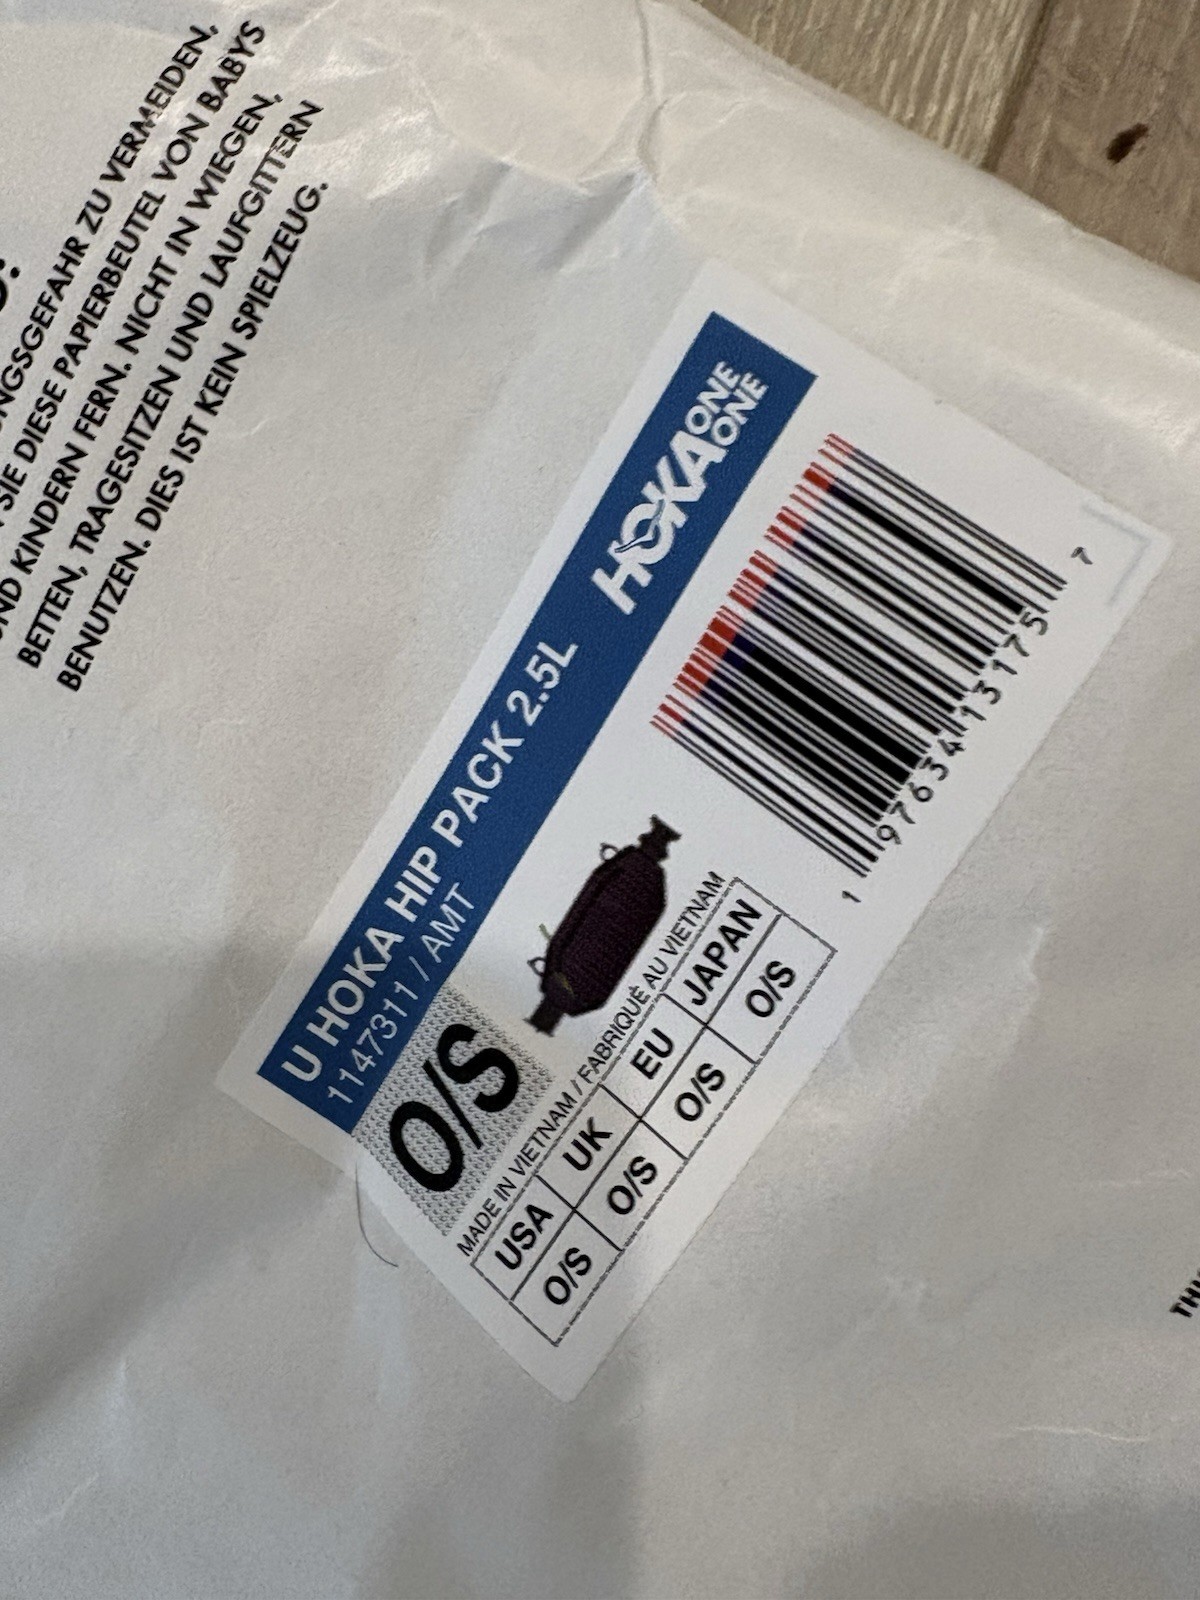 ZU VERMEIDEN,
SIE DIESE PAPIERBEUTEL VON BABYS
KINDERN FERN. NICHT IN WIEGEN,
BETTEN, TRAGESITZEN UND LAUFGITTERN
BENUTZEN. DIES IST KEIN SPIELZEUG.
U HOKA HIP PACK 2.5L
1147311 / AMT
HOKA ONE ONE
O/S
MADE IN VIETNAM / FABRIQUÉ AU VIETNAM
USA UK EU JAPAN
O/S O/S O/S O/S
1 97634 13175 7